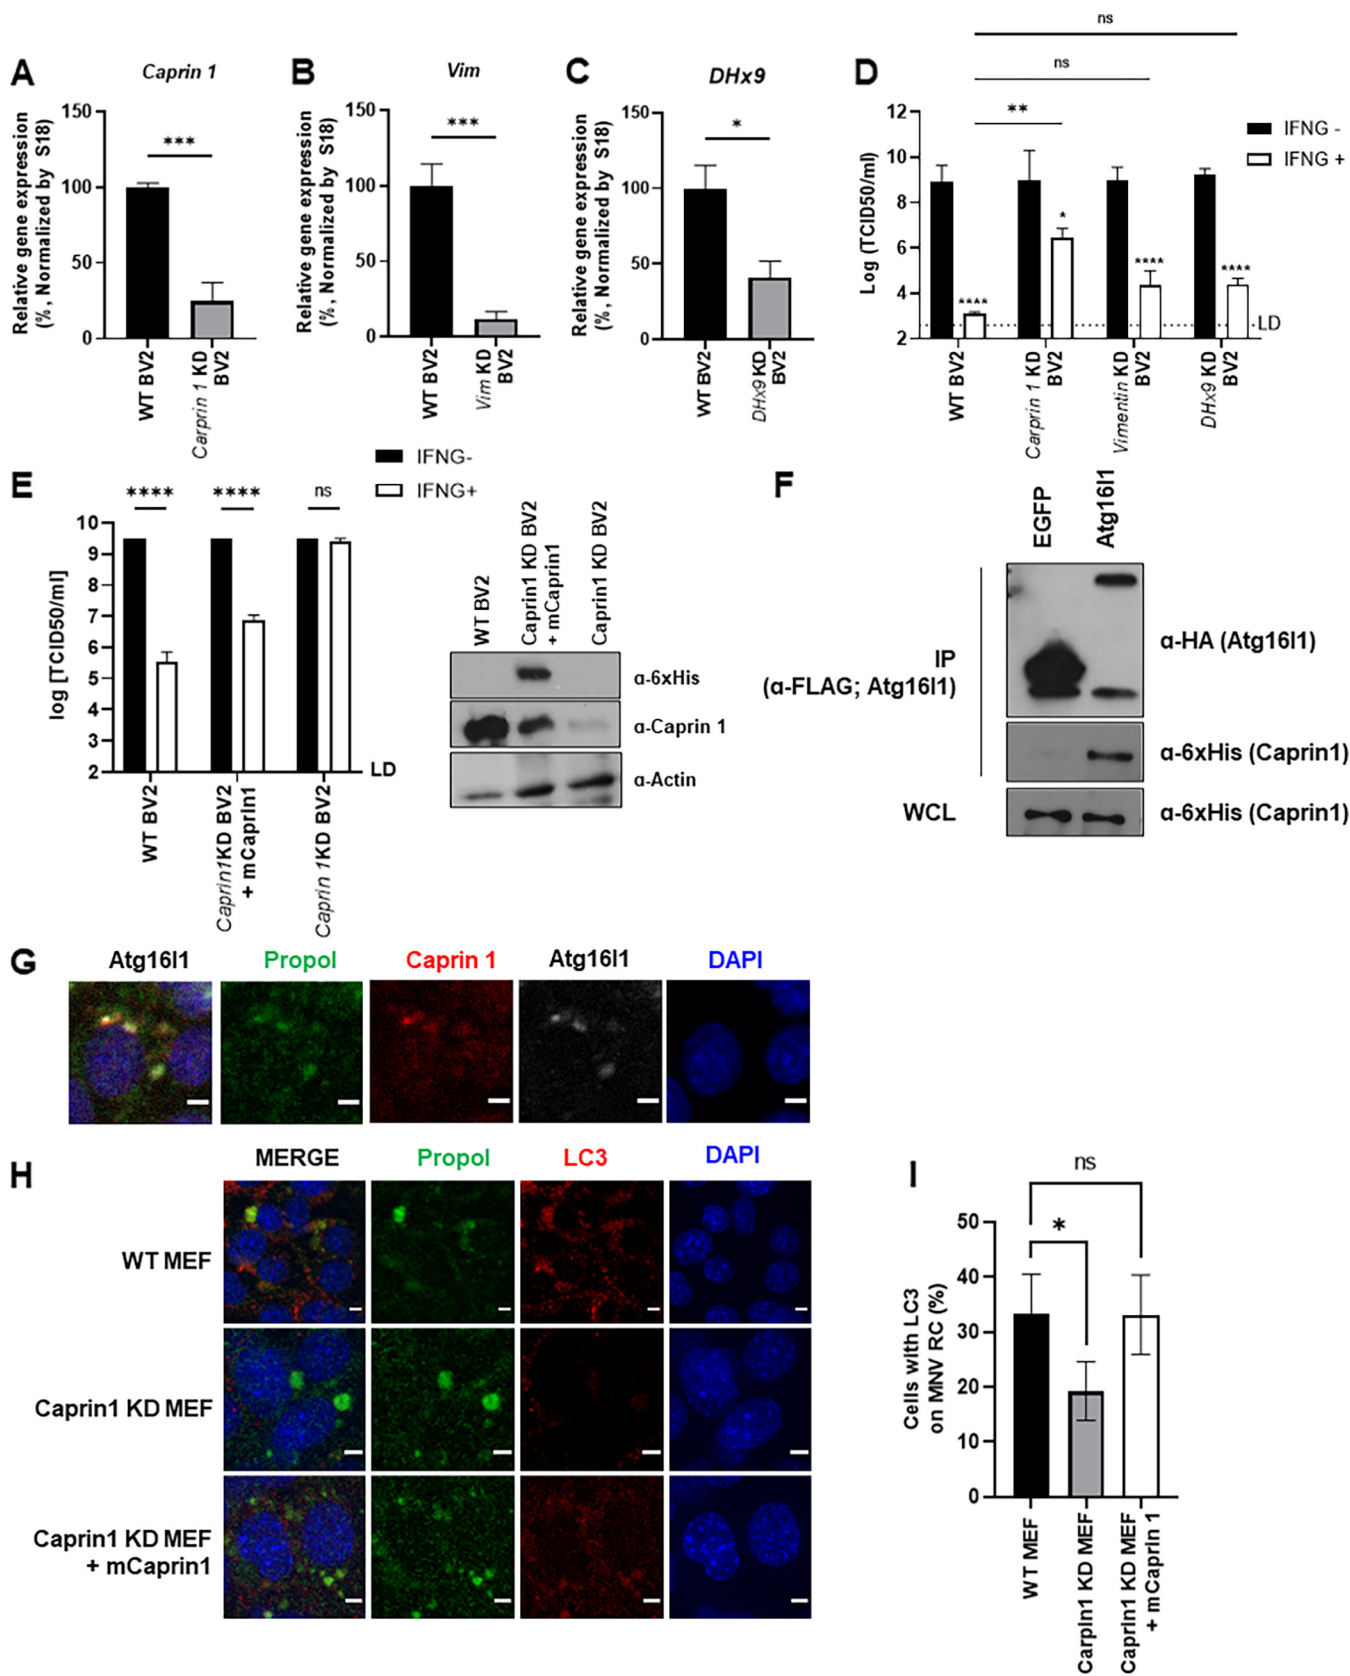 A
Caprin 1
Relative gene expression
(%, Normalized by S18)
150
100
50
0
***
WT BV2
Carprin 1 KD
BV2
B
Vim
Relative gene expression
(%, Normalized by S18)
150
100
50
0
***
WT BV2
Vim KD
BV2
C
DHx9
Relative gene expression
(%, Normalized by S18)
150
100
50
0
*
WT BV2
DHx9 KD
BV2
D
ns
ns
**
Log (TCID50/ml)
12
10
8
6
4
2
****
*
****
****
LD
IFNG -
IFNG +
WT BV2
Carprin 1 KD
BV2
Vimentin KD
BV2
DHx9 KD
BV2
E
IFNG-
IFNG+
****
****
ns
log [TCID50/ml]
10
9
8
7
6
5
4
3
2
LD
WT BV2
Caprin1KD BV2
+ mCaprin1
Caprin 1KD BV2
WT BV2
Caprin1 KD BV2
+ mCaprin1
Caprin1 KD BV2
α-6xHis
α-Caprin 1
α-Actin
F
EGFP
Atg16l1
IP
(α-FLAG; Atg16l1)
α-HA (Atg16l1)
α-6xHis (Caprin1)
WCL
α-6xHis (Caprin1)
G
Atg16l1
Propol
Caprin 1
Atg16l1
DAPI
H
MERGE
Propol
LC3
DAPI
WT MEF
Caprin1 KD MEF
Caprin1 KD MEF
+ mCaprin1
I
ns
*
Cells with LC3
on MNV RC (%)
50
40
30
20
10
0
WT MEF
Carpin1 KD MEF
Caprin1 KD MEF
+ mCaprin 1